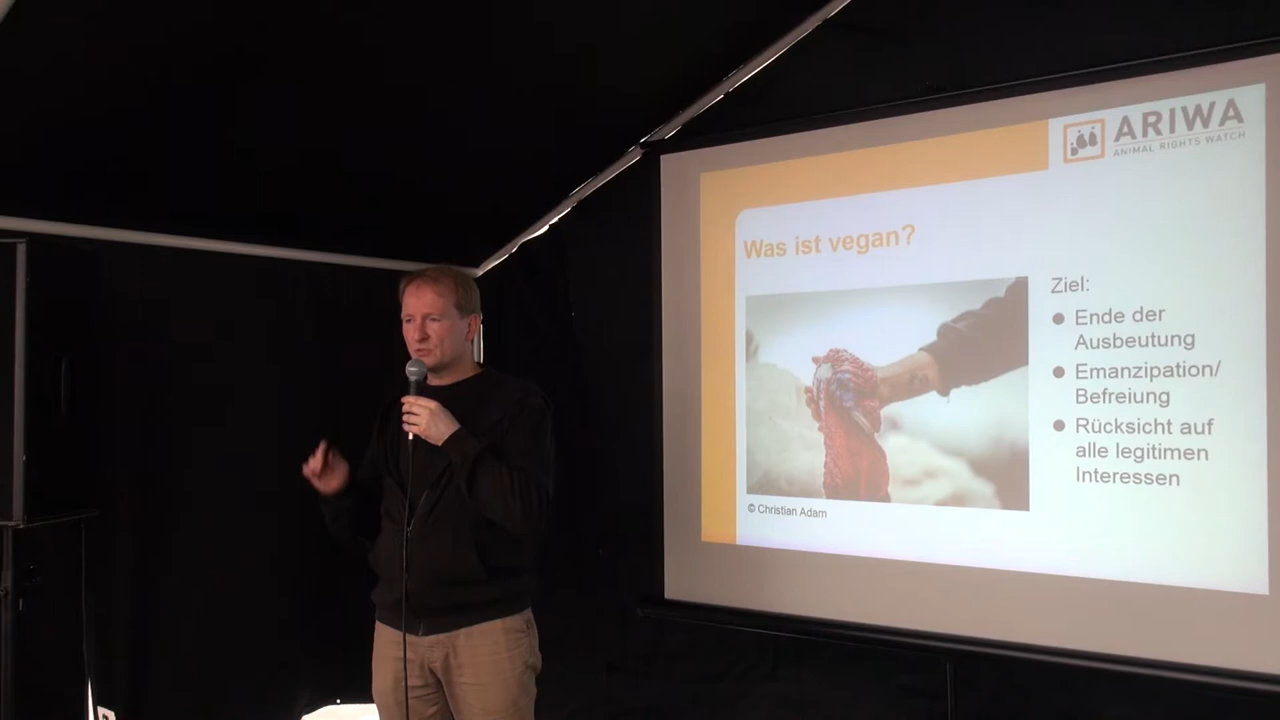 ARIWA
ANIMAL RIGHTS WATCH
Was ist vegan?
Ziel:
● Ende der
Ausbeutung
● Emanzipation/
Befreiung
● Rücksicht auf
alle legitimen
Interessen
© Christian Adam